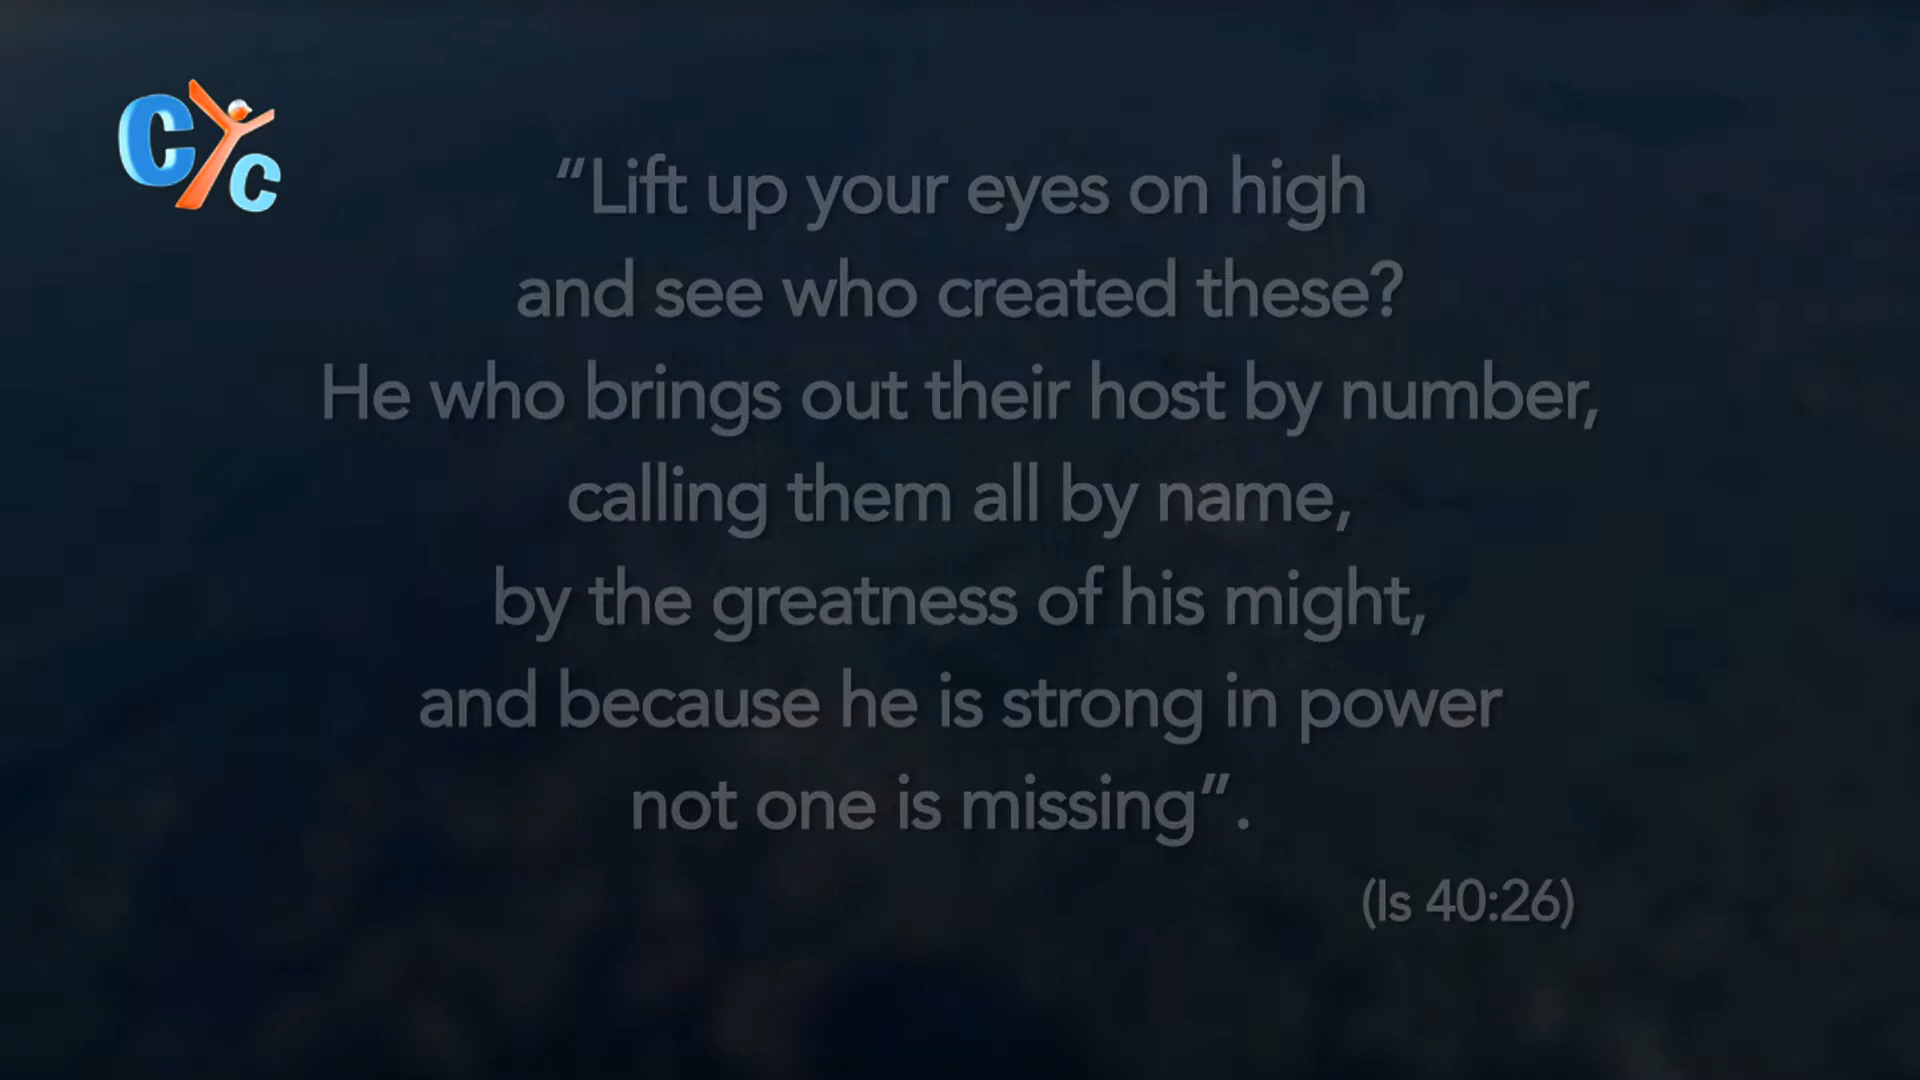 CYC
“Lift up your eyes on high
and see who created these?
He who brings out their host by number,
calling them all by name,
by the greatness of his might,
and because he is strong in power
not one is missing”.
(Is 40:26)